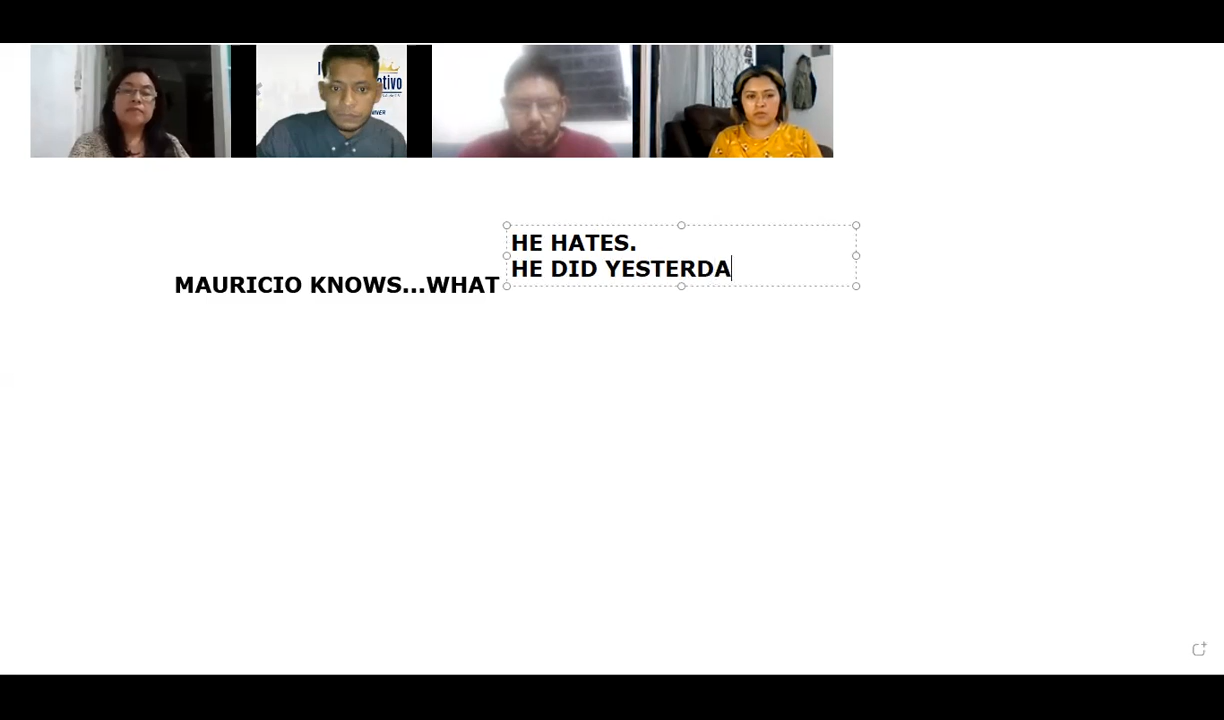 HE HATES.
HE DID YESTERDA
MAURICIO KNOWS...WHAT